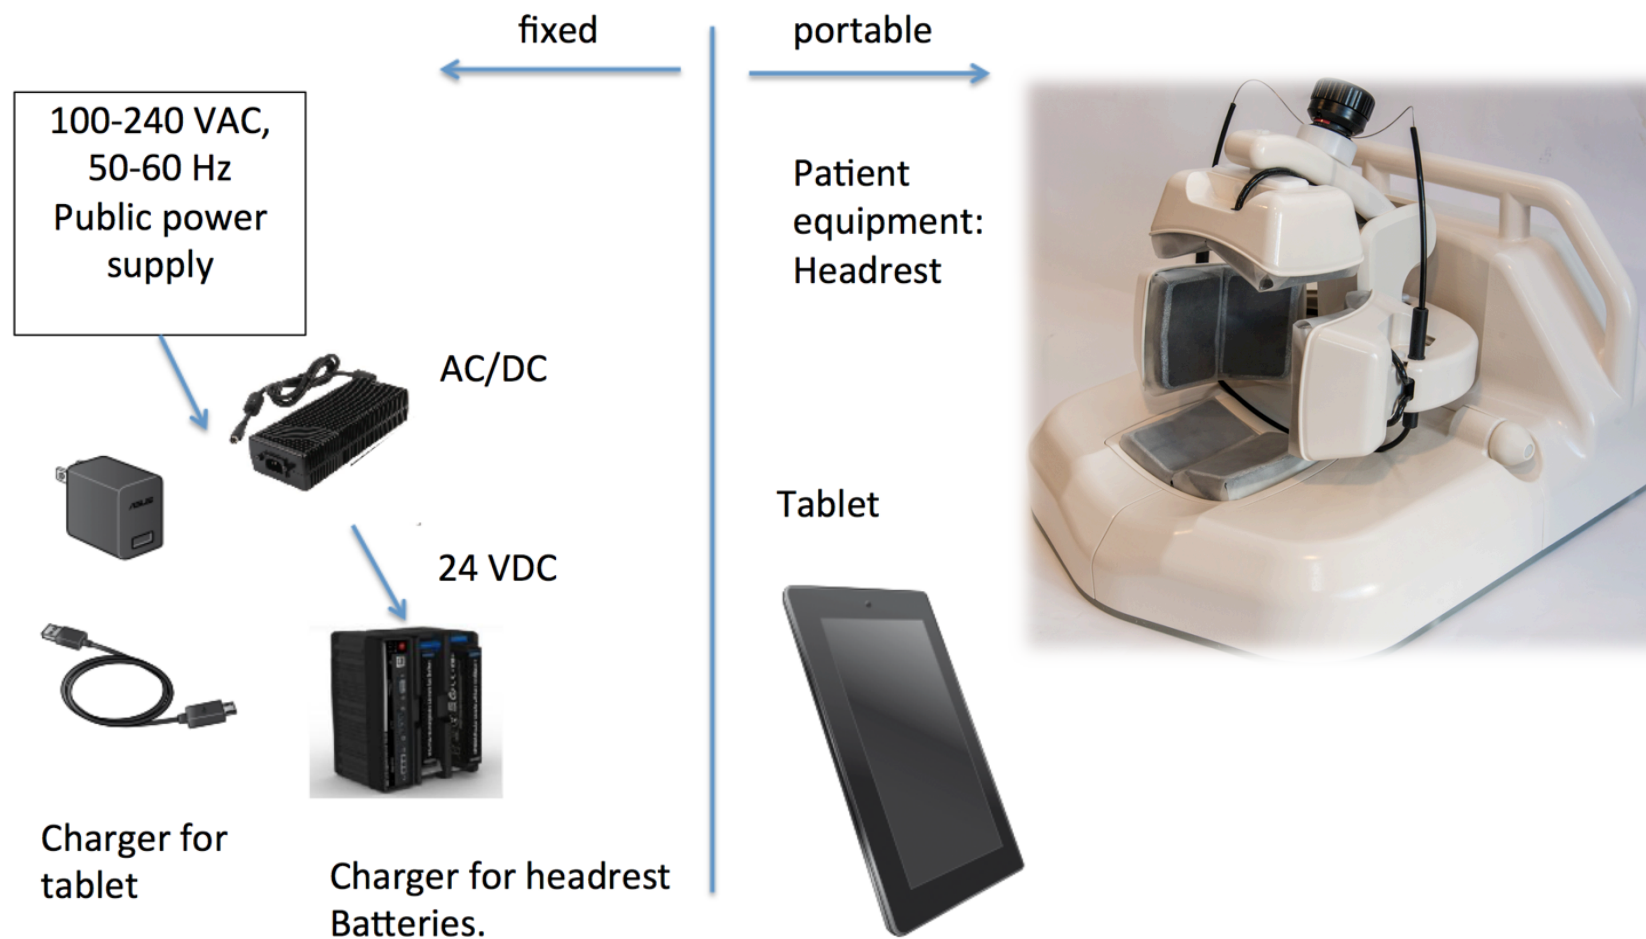 fixed
portable
100-240 VAC,
50-60 Hz
Public power
supply
Patient
equipment:
Headrest
AC/DC
Tablet
24 VDC
Charger for
tablet
Charger for headrest
Batteries.